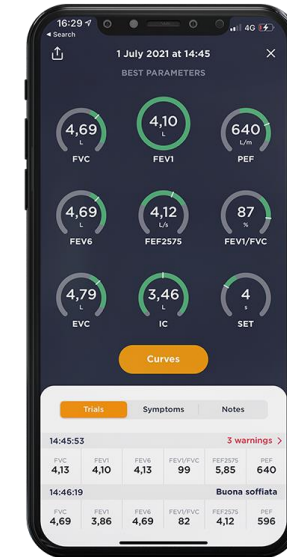 16:29
4G
◂ Search
1 July 2021 at 14:45
BEST PARAMETERS
4,69
L
FVC
4,10
L
FEV1
640
L/m
PEF
4,69
L
FEV6
4,12
L/s
FEF2575
87
%
FEV1/FVC
4,79
L
EVC
3,46
L
IC
4
s
SET
Curves
Trials Symptoms Notes
14:45:53 3 warnings >
FVC FEV1 FEV6 FEV1/FVC FEF2575 PEF
4,13 4,10 4,13 99 5,85 640
14:46:19 Buona soffiata
FVC FEV1 FEV6 FEV1/FVC FEF2575 PEF
4,69 3,86 4,69 82 4,12 596